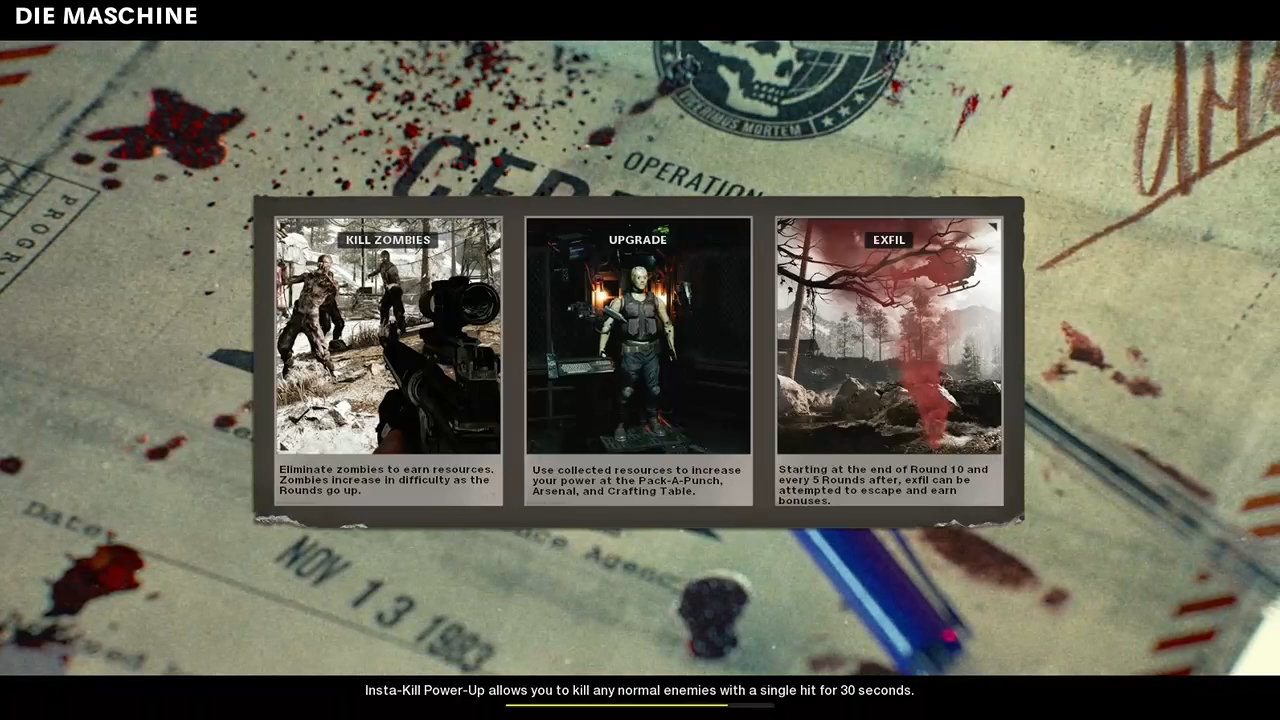 DIE MASCHINE
MORTEM
OPERATION
PROGR
KILL ZOMBIES
Eliminate zombies to earn resources.
Zombies increase in difficulty as the
Rounds go up.
UPGRADE
Use collected resources to increase
your power at the Pack-A-Punch,
Arsenal, and Crafting Table.
EXFIL
Starting at the end of Round 10 and
every 5 Rounds after, exfil can be
attempted to escape and earn
bonuses.
Date
Agency
NOV 13 1983
Insta-Kill Power-Up allows you to kill any normal enemies with a single hit for 30 seconds.